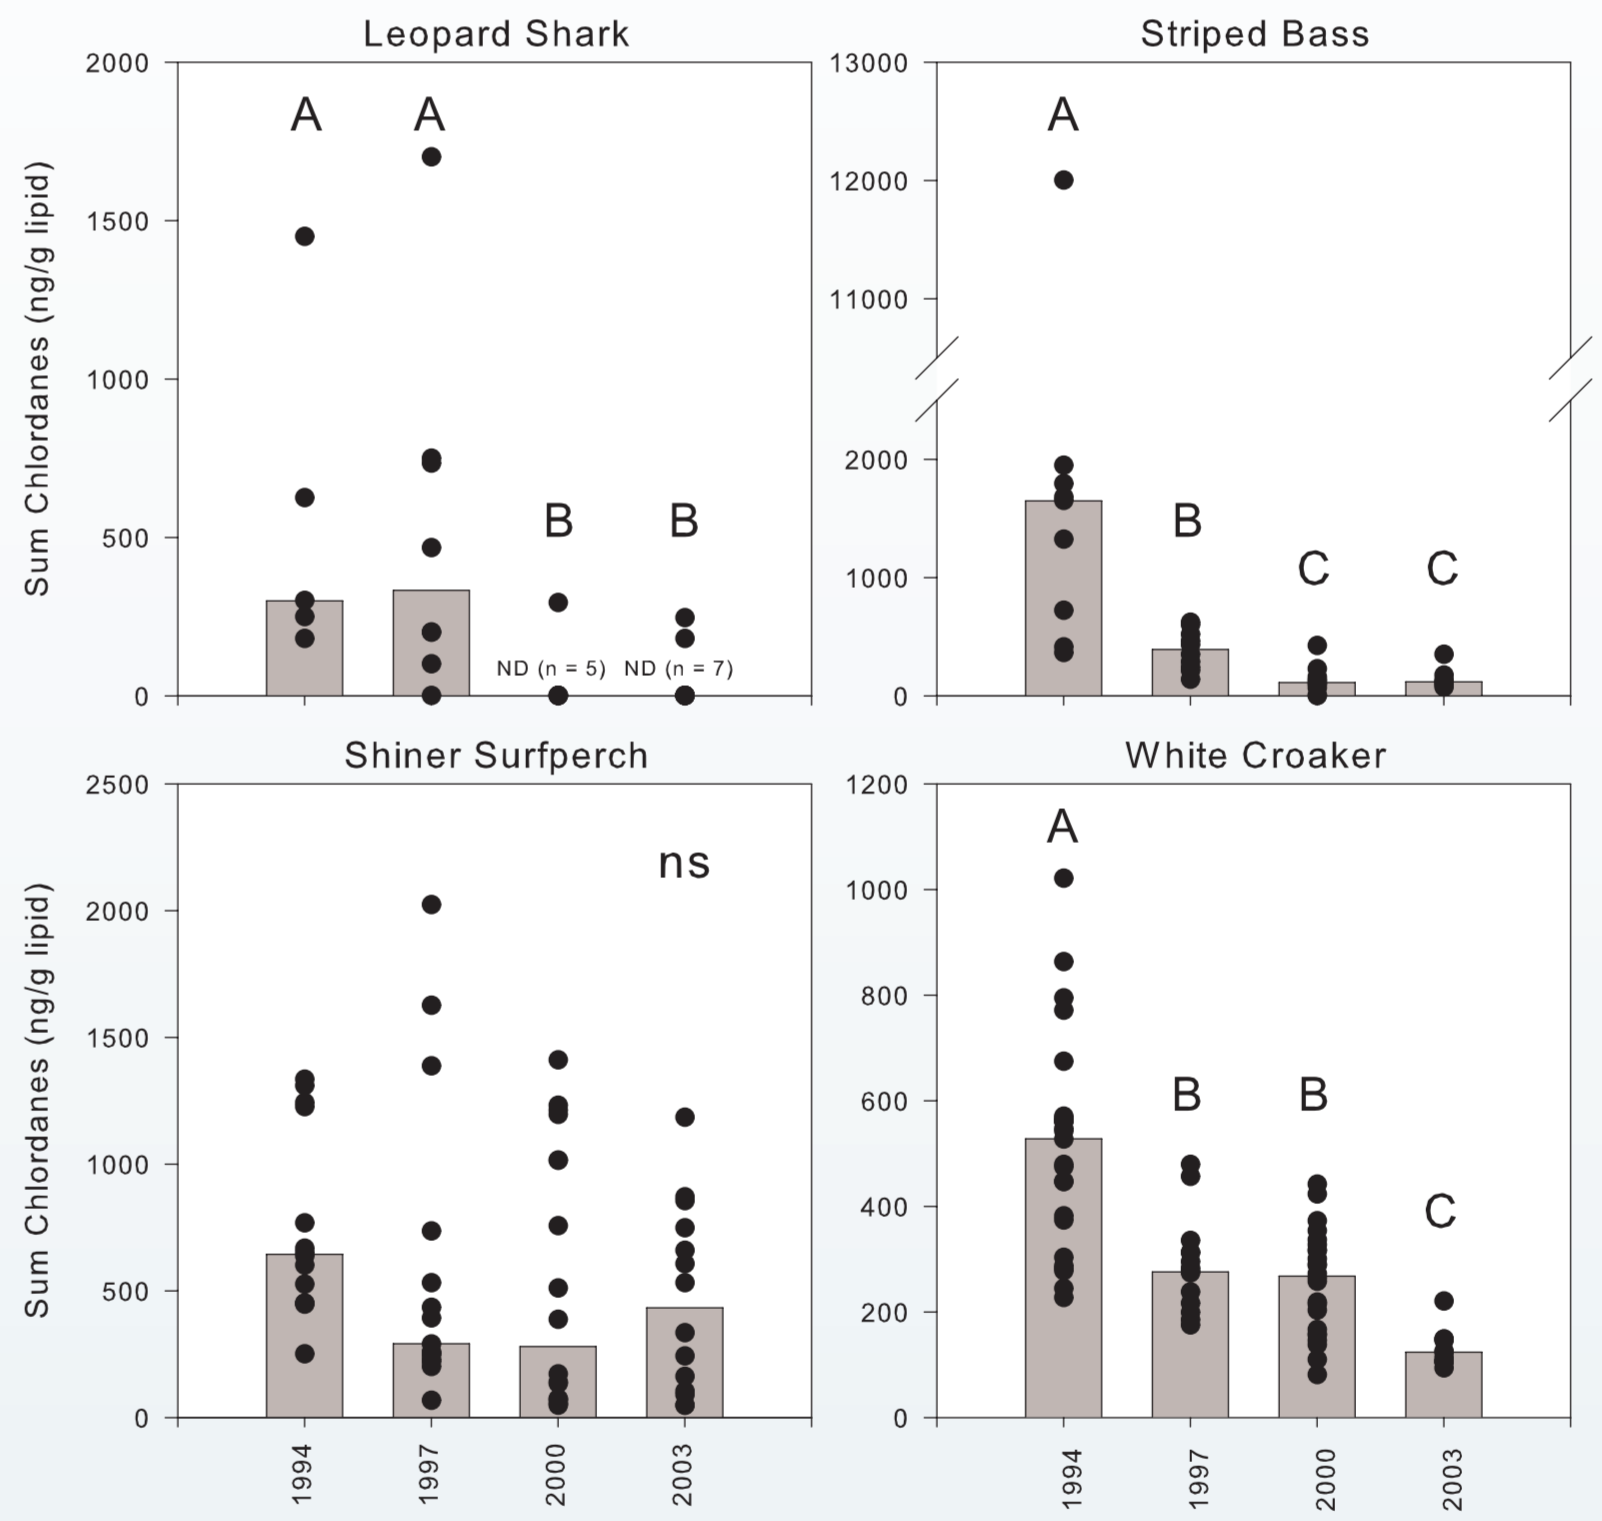 Leopard Shark
Sum Chlordanes (ng/g lipid)
2000
1500
1000
500
0
A
A
B
B
ND (n = 5)
ND (n = 7)
Striped Bass
13000
12000
11000
2000
1000
0
A
B
C
C
Shiner Surfperch
Sum Chlordanes (ng/g lipid)
2500
2000
1500
1000
500
0
ns
1994
1997
2000
2003
White Croaker
1200
1000
800
600
400
200
0
A
B
B
C
1994
1997
2000
2003